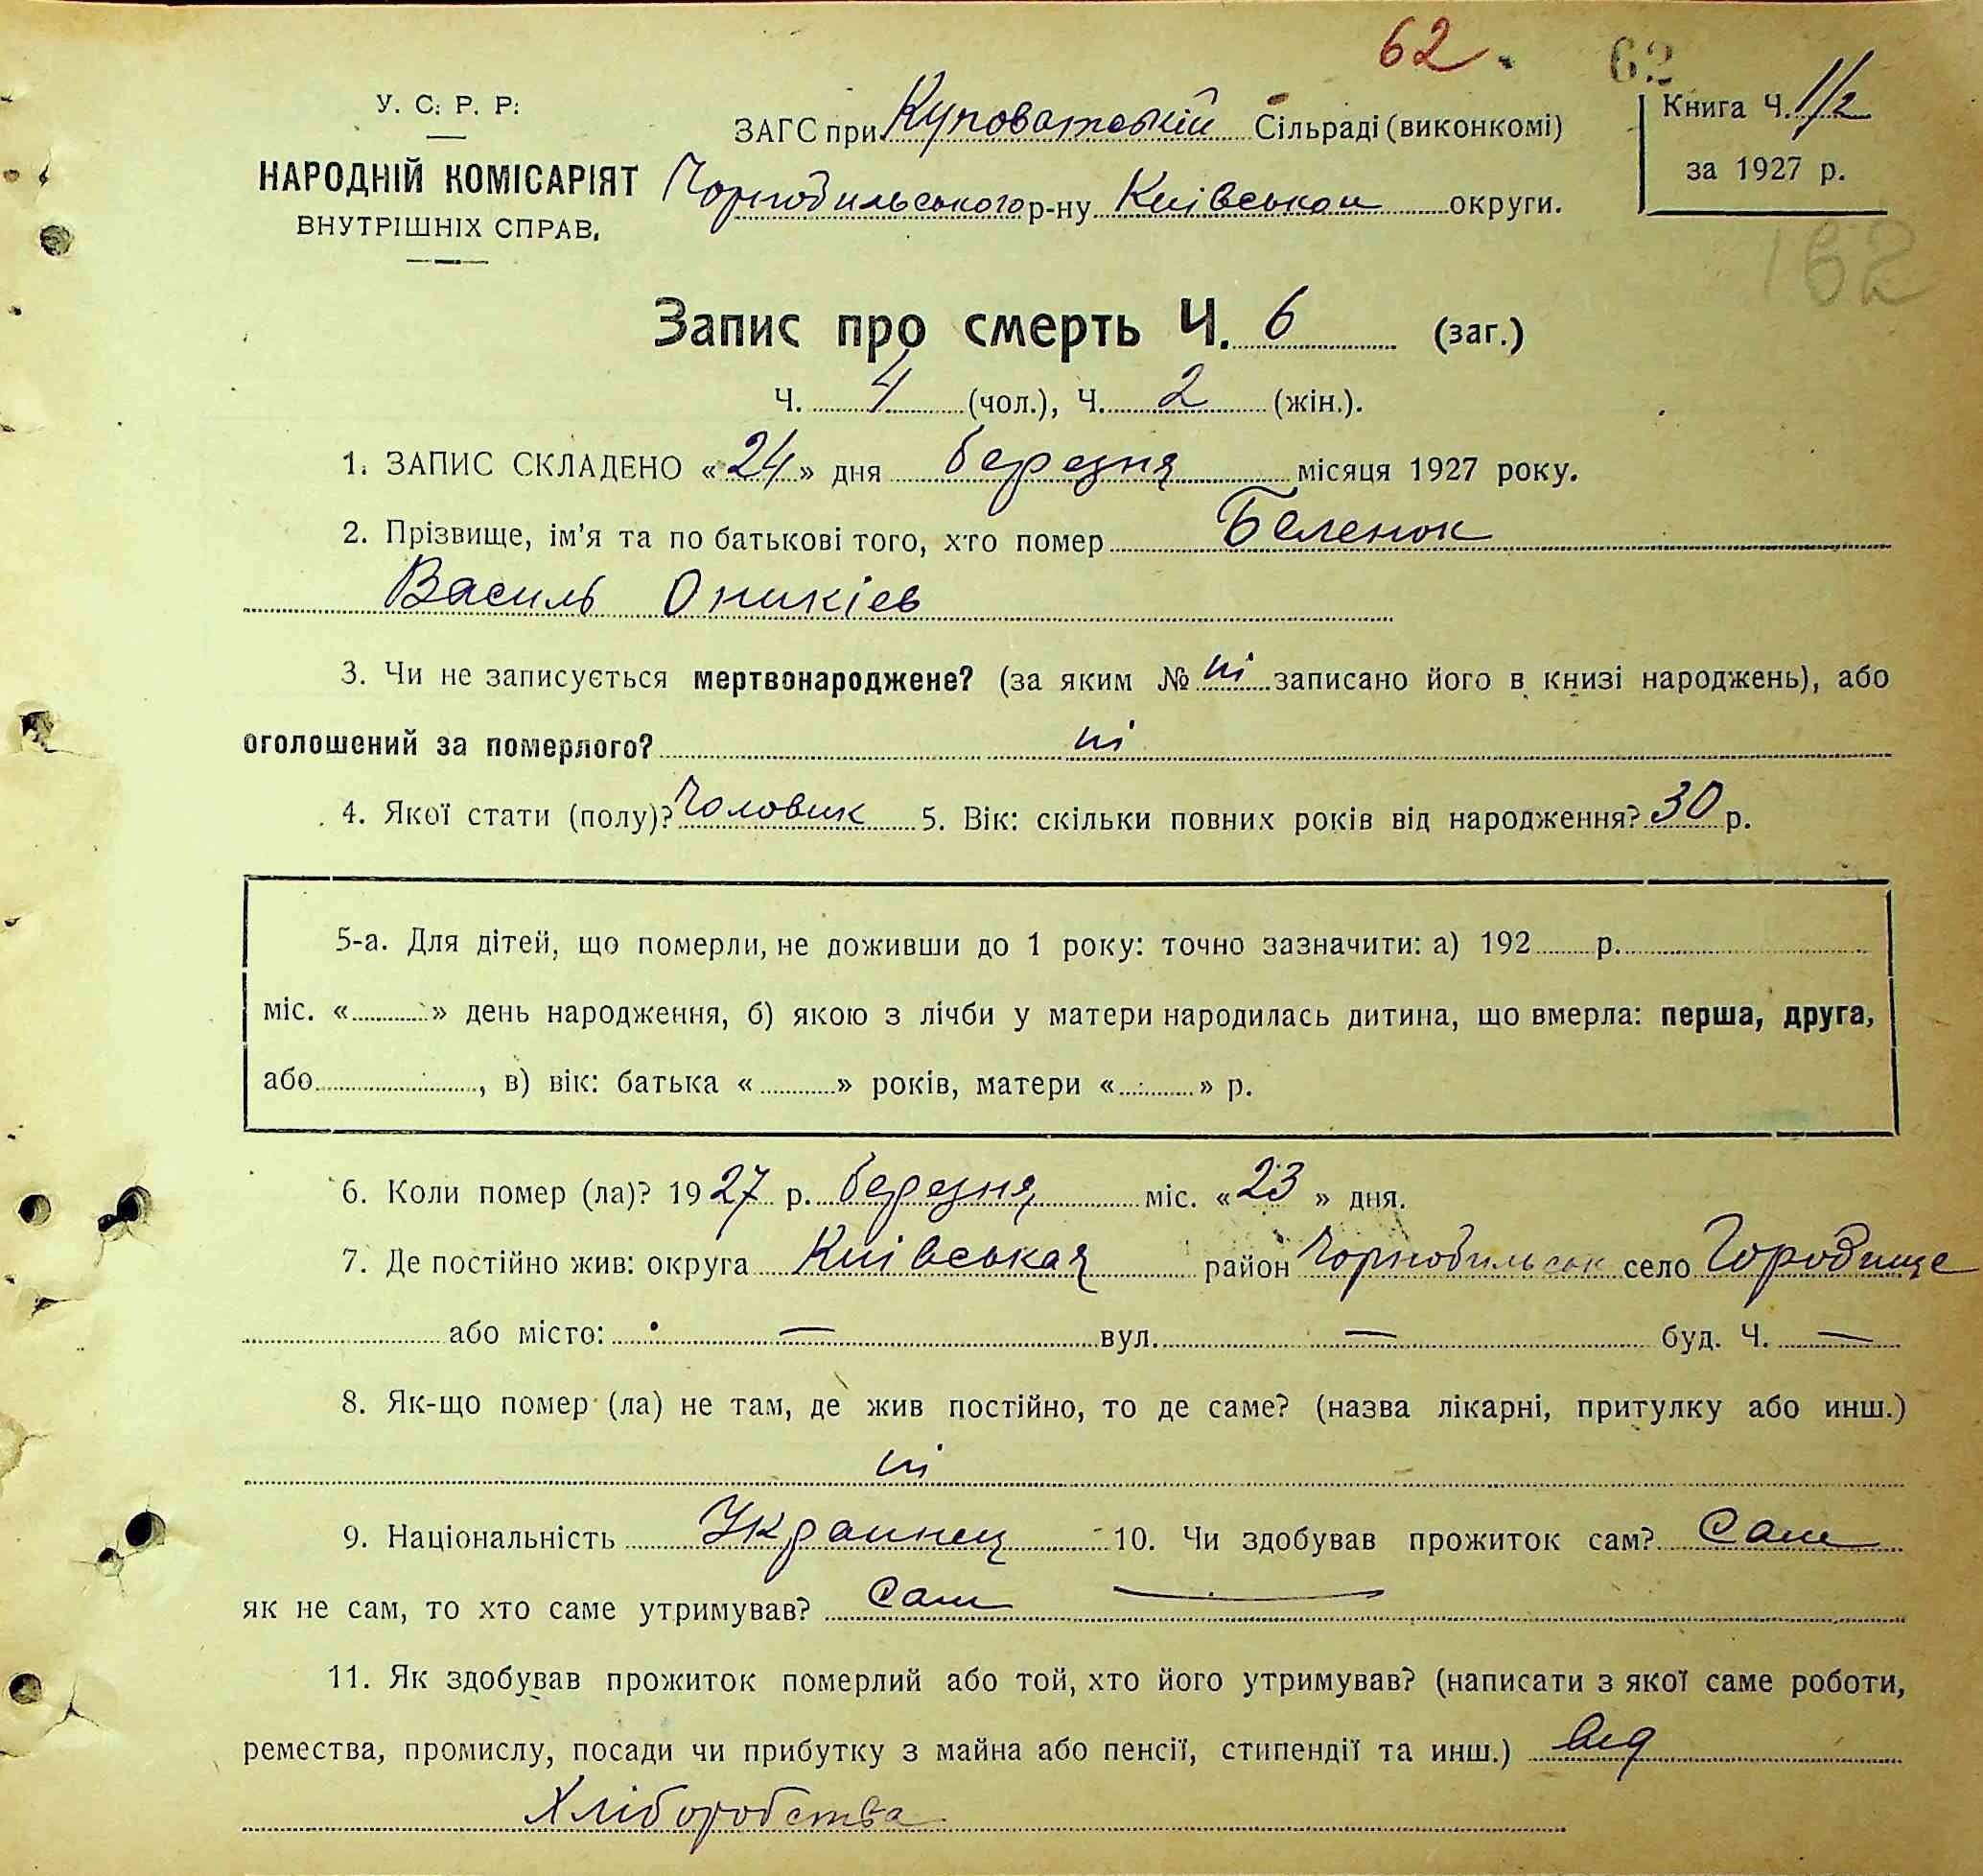 62. 62
У. С. Р. Р.
ЗАГС при Куповатській Сільраді (виконкомі)
Книга Ч. 1/2
НАРОДНІЙ КОМІСАРІЯТ
Чорнобильського р-ну Киівськои округи.
за 1927 р.
ВНУТРІШНІХ СПРАВ.
162
Запис про смерть Ч. 6 (заг.)
Ч. 4 (чол.), Ч. 2 (жін.).
1. ЗАПИС СКЛАДЕНО «24» дня березня місяця 1927 року.
2. Прізвище, ім'я та по батькові того, хто помер Беленок
Василь Оникіев
3. Чи не записується мертвонароджене? (за яким № ні записано його в книзі народжень), або
оголошений за померлого? ні
4. Якої стати (полу)? Чоловик 5. Вік: скільки повних років від народження? 30 р.
5-а. Для дітей, що померли, не доживши до 1 року: точно зазначити: а) 192 р.
міс. « » день народження, б) якою з лічби у матери народилась дитина, що вмерла: перша, друга,
або , в) вік: батька « » років, матери « » р.
6. Коли помер (ла)? 1927 р. березня міс. «23» дня.
7. Де постійно жив: округа Киівськая район Чорнобильськ село Городище
або місто: — вул. — буд. Ч. —
8. Як-що помер (ла) не там, де жив постійно, то де саме? (назва лікарні, притулку або инш.)
ні
9. Національність Украинец 10. Чи здобував прожиток сам? Сам
як не сам, то хто саме утримував? Сам —
11. Як здобував прожиток померлий або той, хто його утримував? (написати з якої саме роботи,
ремества, промислу, посади чи прибутку з майна або пенсії, стипендії та инш.) вид
Хліборобства